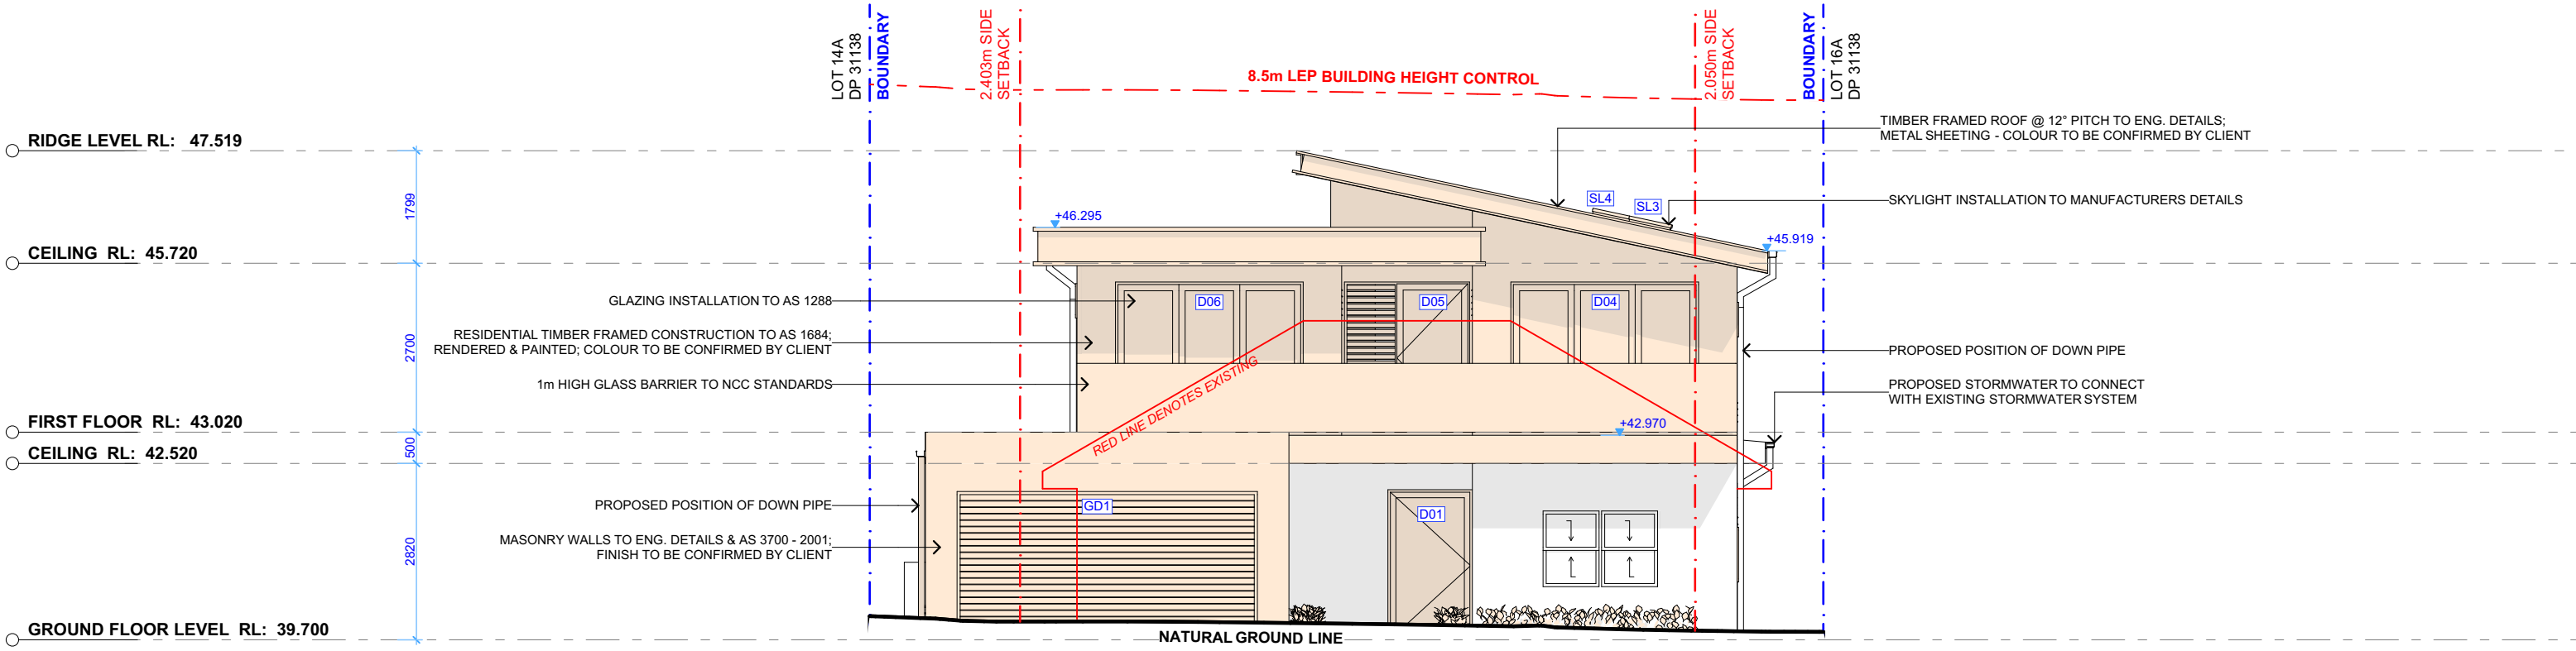 LOT 14A
DP 31138
BOUNDARY
2.403m SIDE
SETBACK
8.5m LEP BUILDING HEIGHT CONTROL
2.050m SIDE
SETBACK
BOUNDARY
LOT 16A
DP 31138
RIDGE LEVEL RL: 47.519
TIMBER FRAMED ROOF @ 12° PITCH TO ENG. DETAILS;
METAL SHEETING - COLOUR TO BE CONFIRMED BY CLIENT
1799
SL4
SL3
SKYLIGHT INSTALLATION TO MANUFACTURERS DETAILS
+46.295
+45.919
CEILING RL: 45.720
GLAZING INSTALLATION TO AS 1288
D06
D05
D04
RESIDENTIAL TIMBER FRAMED CONSTRUCTION TO AS 1684;
RENDERED & PAINTED; COLOUR TO BE CONFIRMED BY CLIENT
2700
PROPOSED POSITION OF DOWN PIPE
1m HIGH GLASS BARRIER TO NCC STANDARDS
RED LINE DENOTES EXISTING
PROPOSED STORMWATER TO CONNECT
WITH EXISTING STORMWATER SYSTEM
FIRST FLOOR RL: 43.020
+42.970
500
CEILING RL: 42.520
PROPOSED POSITION OF DOWN PIPE
GD1
D01
MASONRY WALLS TO ENG. DETAILS & AS 3700 - 2001;
FINISH TO BE CONFIRMED BY CLIENT
2820
GROUND FLOOR LEVEL RL: 39.700
NATURAL GROUND LINE